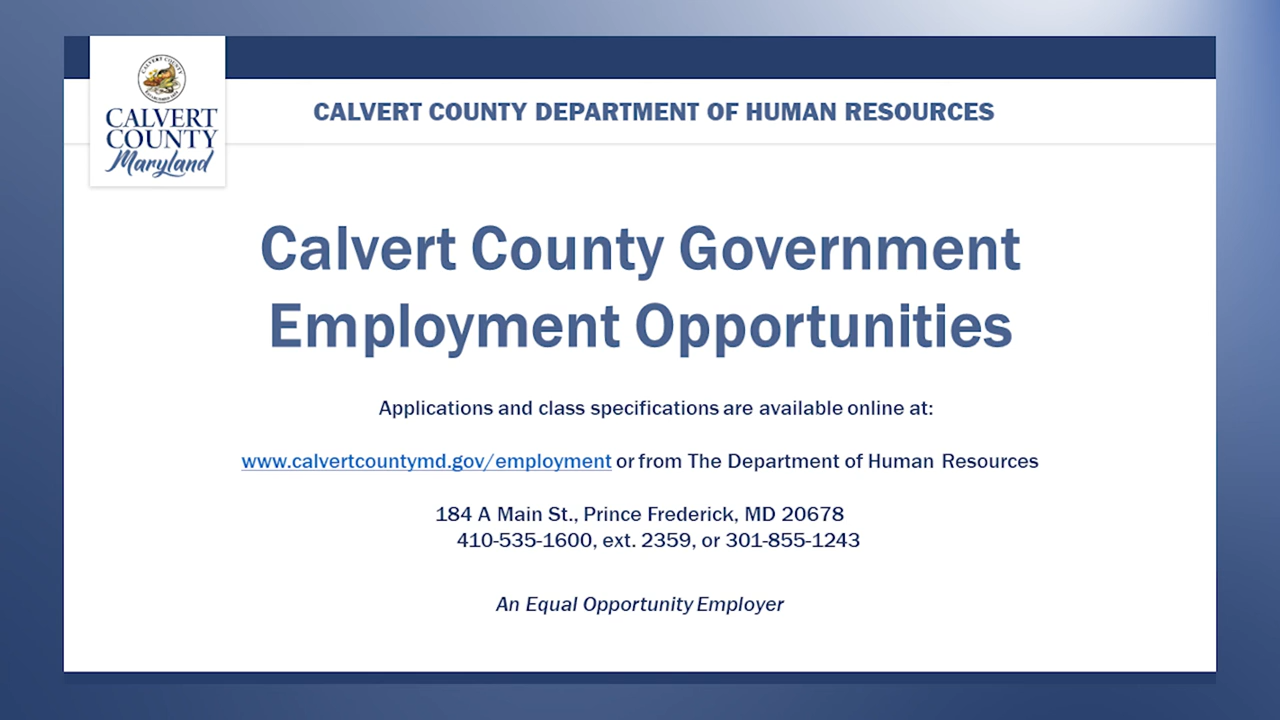 CALVERT COUNTY
CALVERT
COUNTY
Maryland
CALVERT COUNTY DEPARTMENT OF HUMAN RESOURCES
Calvert County Government
Employment Opportunities
Applications and class specifications are available online at:
www.calvertcountymd.gov/employment or from The Department of Human Resources
184 A Main St., Prince Frederick, MD 20678
410-535-1600, ext. 2359, or 301-855-1243
An Equal Opportunity Employer